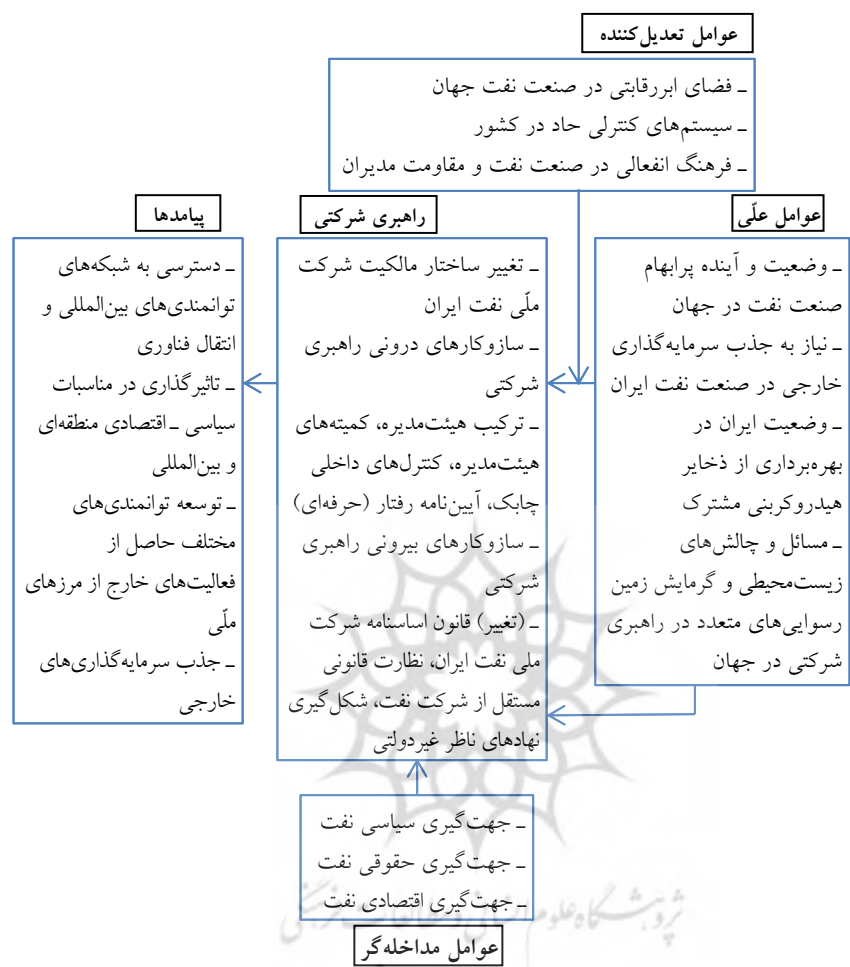 عوامل تعدیل‌کننده
ـ فضای ابررقابتی در صنعت نفت جهان
ـ سیستم‌های کنترلی حاد در کشور
ـ فرهنگ انفعالی در صنعت نفت و مقاومت مدیران
عوامل علّی
ـ وضعیت و آینده پرابهام
صنعت نفت در جهان
ـ نیاز به جذب سرمایه‌گذاری
خارجی در صنعت نفت ایران
ـ وضعیت ایران در
بهره‌برداری از ذخایر
هیدروکربنی مشترک
ـ مسائل و چالش‌های
زیست‌محیطی و گرمایش زمین
رسوایی‌های متعدد در راهبری
شرکتی در جهان
راهبری شرکتی
ـ تغییر ساختار مالکیت شرکت
ملّی نفت ایران
ـ سازوکارهای درونی راهبری
شرکتی
ـ ترکیب هیئت‌مدیره، کمیته‌های
هیئت‌مدیره، کنترل‌های داخلی
چابک، آیین‌نامه رفتار (حرفه‌ای)
ـ سازوکارهای بیرونی راهبری
شرکتی
ـ (تغییر) قانون اساسنامه شرکت
ملی نفت ایران، نظارت قانونی
مستقل از شرکت نفت، شکل‌گیری
نهادهای ناظر غیردولتی
پیامدها
ـ دسترسی به شبکه‌های
توانمندی‌های بین‌المللی و
انتقال فناوری
ـ تاثیرگذاری در مناسبات
سیاسی ـ اقتصادی منطقه‌ای
و بین‌المللی
ـ توسعه توانمندی‌های
مختلف حاصل از
فعالیت‌های خارج از مرزهای
ملّی
ـ جذب سرمایه‌گذاری‌های
خارجی
ـ جهت‌گیری سیاسی نفت
ـ جهت‌گیری حقوقی نفت
ـ جهت‌گیری اقتصادی نفت
عوامل مداخله‌گر
پژوهشگاه علوم انسانی و مطالعات فرهنگی